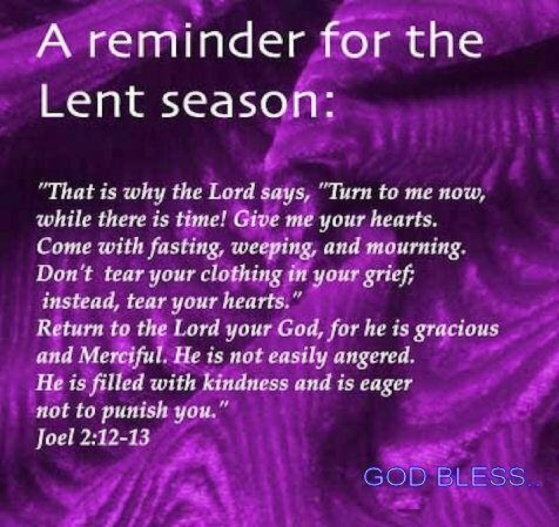 A reminder for the
Lent season:
"That is why the Lord says, "Turn to me now,
while there is time! Give me your hearts.
Come with fasting, weeping, and mourning.
Don't tear your clothing in your grief;
instead, tear your hearts."
Return to the Lord your God, for he is gracious
and Merciful. He is not easily angered.
He is filled with kindness and is eager
not to punish you."
Joel 2:12-13
GOD BLESS..